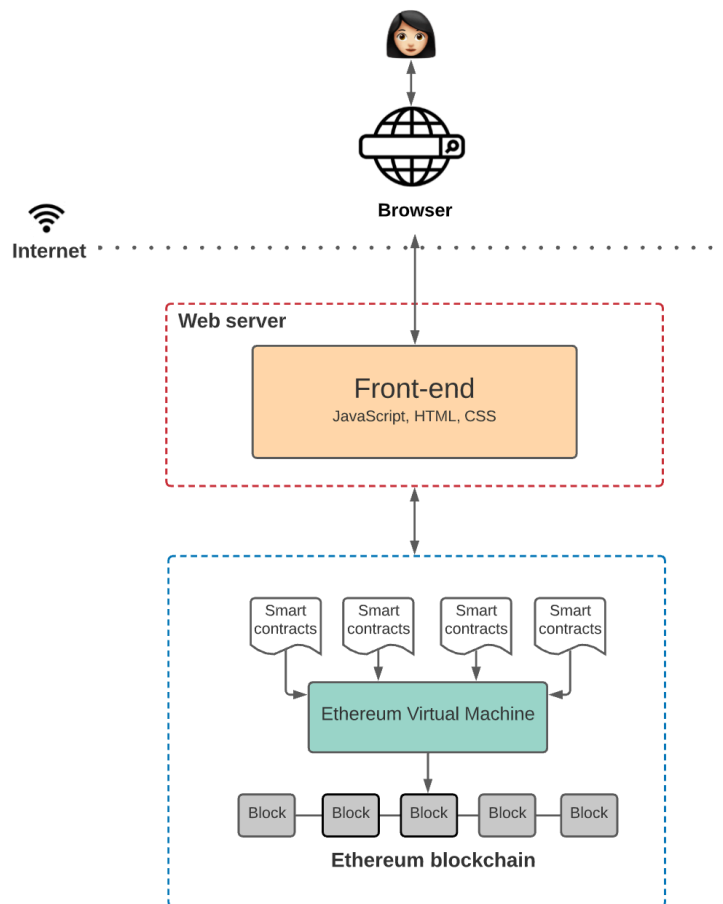 Browser
Internet
Web server
Front-end
JavaScript, HTML, CSS
Smart
contracts
Smart
contracts
Smart
contracts
Smart
contracts
Ethereum Virtual Machine
Block
Block
Block
Block
Block
Ethereum blockchain